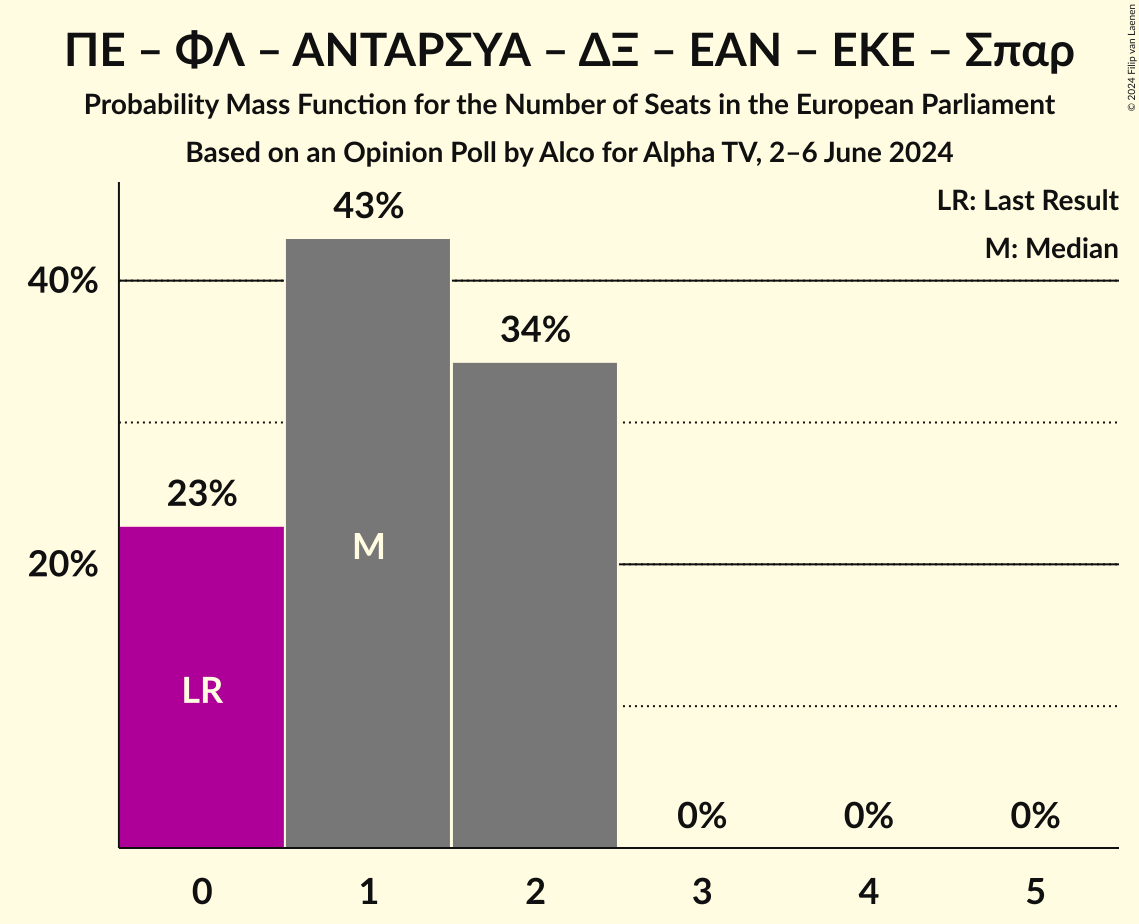 ΠΕ – ΦΛ – ΑΝΤΑΡΣΥΑ – ΔΞ – ΕΑΝ – ΕΚΕ – Σπαρ
Probability Mass Function for the Number of Seats in the European Parliament
Based on an Opinion Poll by Alco for Alpha TV, 2–6 June 2024
© 2024 Filip van Laenen
LR: Last Result
M: Median
43%
40%
34%
23%
M
20%
LR
0% 0% 0%
0 1 2 3 4 5